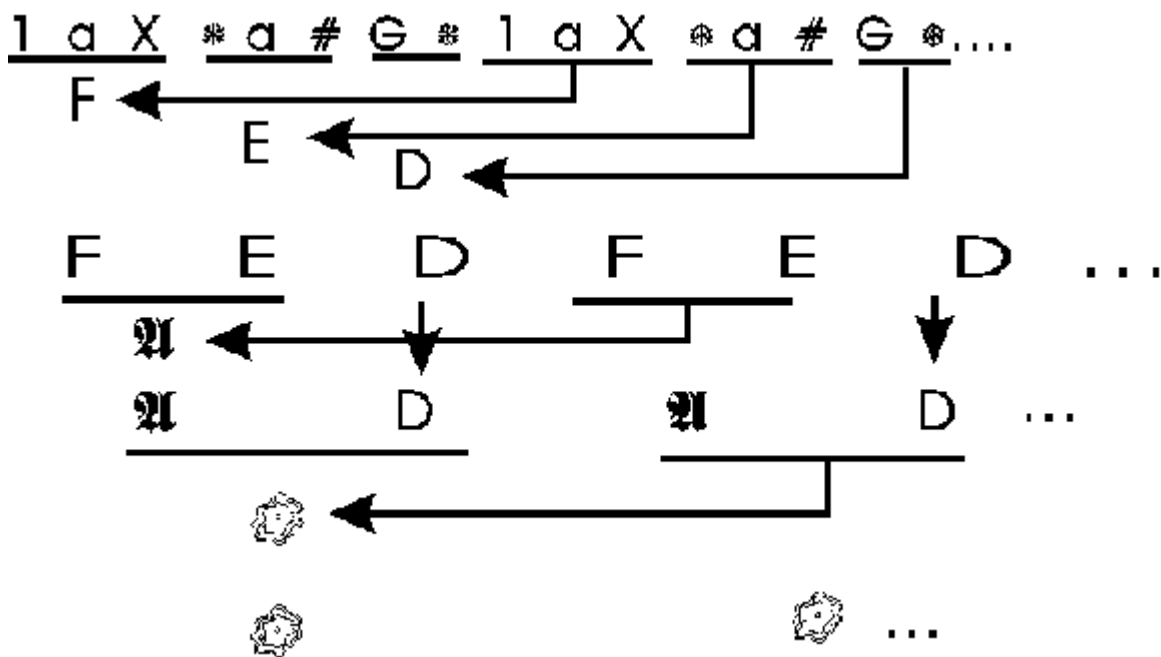 1 a X * a # G * 1 a X * a # G * ....
F
E
D
F E D F E D ...
𝕬
𝕬 D 𝕬 D ...
...